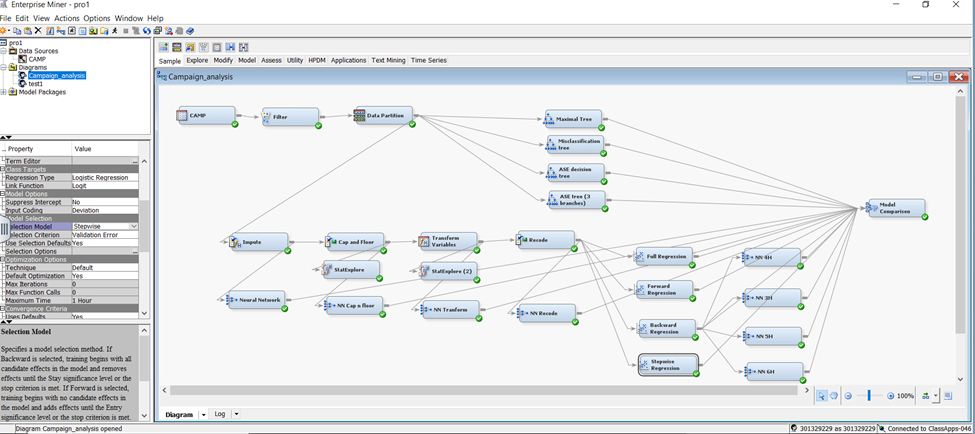 Enterprise Miner - pro1
File Edit View Actions Options Window Help
pro1
Data Sources
CAMP
Diagrams
Campaign_analysis
test1
Model Packages
Property Value
Term Editor ...
Class Targets
Regression Type Logistic Regression
Link Function Logit
Model Options
Suppress Intercept No
Input Coding Deviation
Model Selection
Selection Model Stepwise
Selection Criterion Validation Error
Use Selection Defaults Yes
Selection Options ...
Optimization Options
Technique Default
Default Optimization Yes
Max Iterations 0
Max Function Calls 0
Maximum Time 1 Hour
Convergence Criteria
Uses Defaults Yes
Selection Model
Specifies a model selection method. If
Backward is selected, training begins with all
candidate effects in the model and removes
effects until the Stay significance level or the
stop criterion is met. If Forward is selected,
training begins with no candidate effects in
the model and adds effects until the Entry
significance level or the stop criterion is met.
Diagram Campaign_analysis opened
Sample Explore Modify Model Assess Utility HPDM Applications Text Mining Time Series
Campaign_analysis
CAMP
Filter
Data Partition
Maximal Tree
Misclassification
tree
ASE decision
tree
ASE tree (3
branches)
Model
Comparison
Impute
Cap and Floor
Transform
Variables
Recode
StatExplore
StatExplore (2)
Neural Network
NN Cap n floor
NN Tranform
NN Recode
Full Regression
Forward
Regression
Backward
Regression
Stepwise
Regression
NN 4H
NN 3H
NN 5H
NN 6H
100%
Diagram Log
301329229 as 301329229 Connected to ClassApps-046